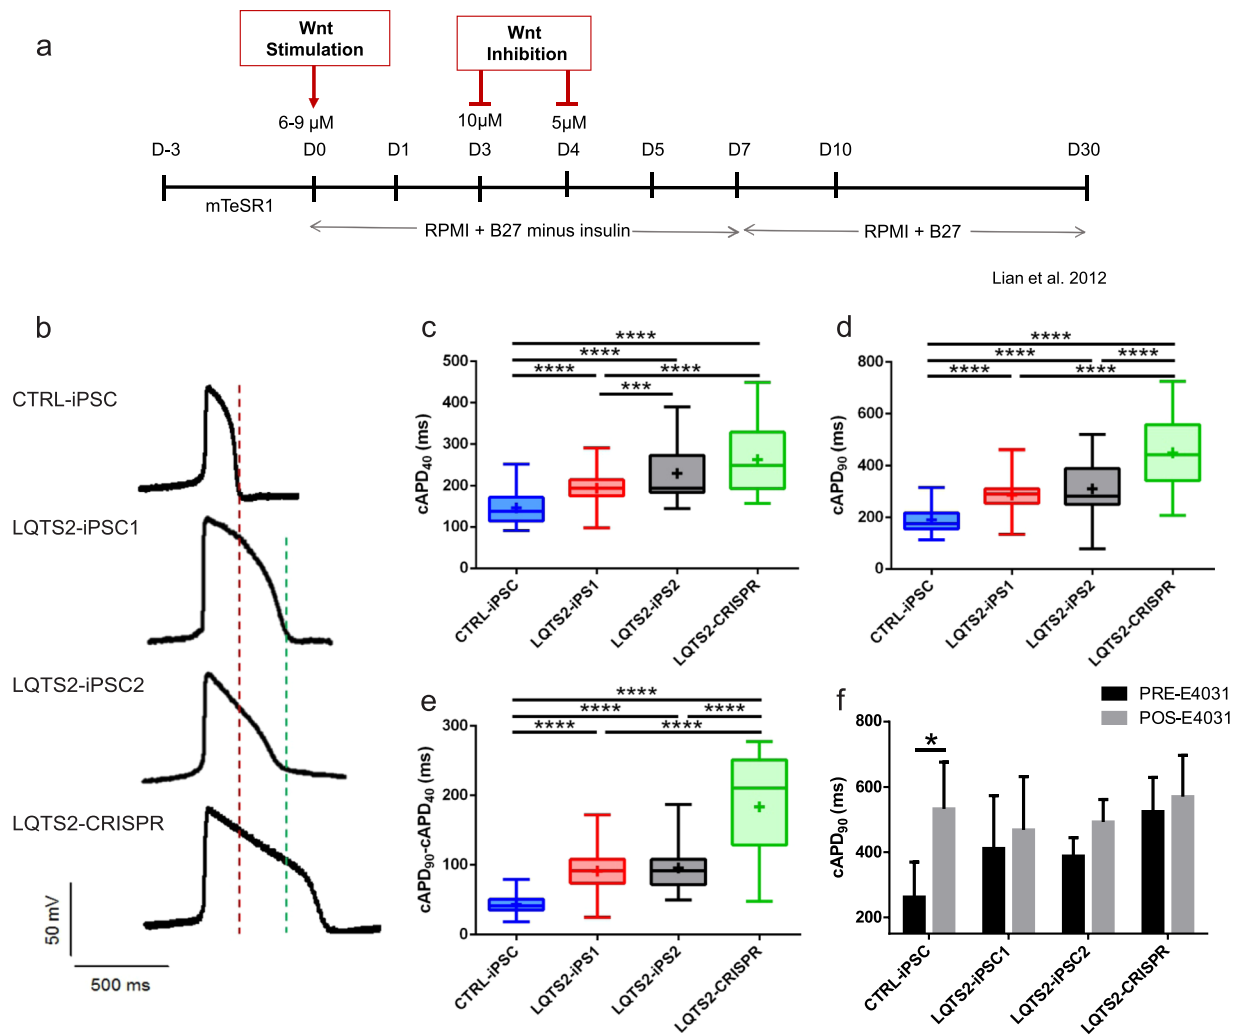 a
Wnt
Stimulation
Wnt
Inhibition
6-9 µM
10µM
5µM
D-3
D0
D1
D3
D4
D5
D7
D10
D30
mTeSR1
RPMI + B27 minus insulin
RPMI + B27
Lian et al. 2012
b
CTRL-iPSC
LQTS2-iPSC1
LQTS2-iPSC2
LQTS2-CRISPR
50 mV
500 ms
c
****
****
****
****
***
cAPD40 (ms)
500
400
300
200
100
0
CTRL-iPSC
LQTS2-iPS1
LQTS2-iPS2
LQTS2-CRISPR
d
****
****
****
****
****
cAPD90 (ms)
800
600
400
200
0
CTRL-iPSC
LQTS2-iPS1
LQTS2-iPS2
LQTS2-CRISPR
e
****
****
****
****
****
cAPD90-cAPD40 (ms)
300
200
100
0
CTRL-iPSC
LQTS2-iPS1
LQTS2-iPS2
LQTS2-CRISPR
f
PRE-E4031
POS-E4031
*
cAPD90 (ms)
800
600
400
200
CTRL-iPSC
LQTS2-iPSC1
LQTS2-iPSC2
LQTS2-CRISPR